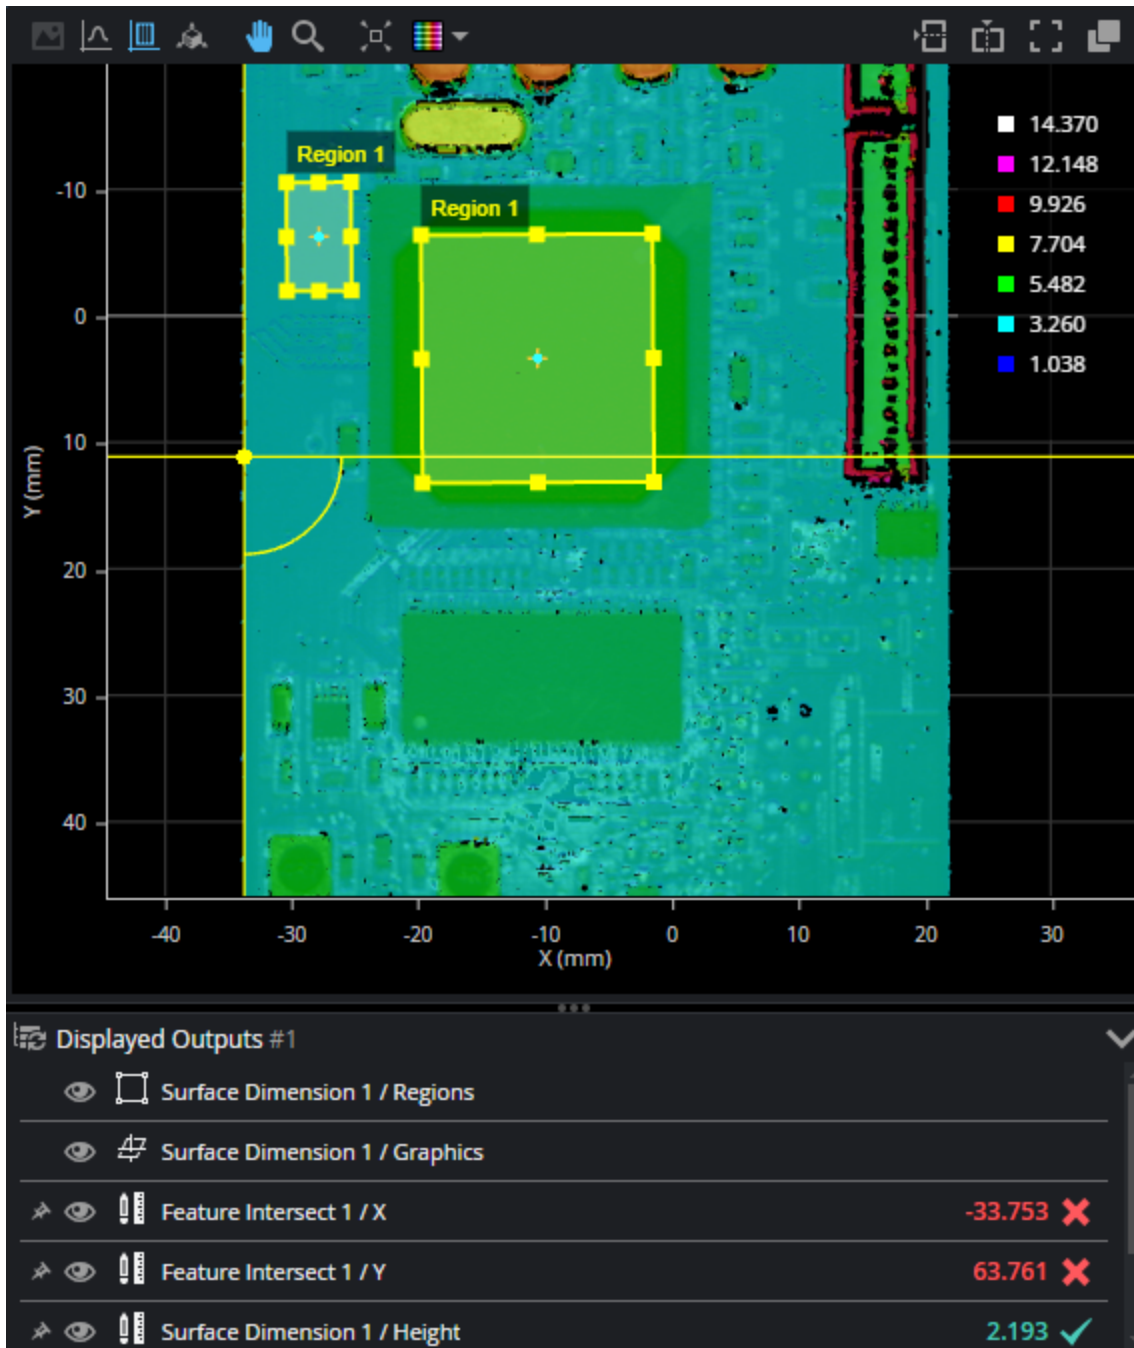 Region 1
Region 1
14.370
12.148
9.926
7.704
5.482
3.260
1.038
-10
0
10
20
30
40
Y (mm)
-40
-30
-20
-10
0
10
20
30
X (mm)
Displayed Outputs #1
Surface Dimension 1 / Regions
Surface Dimension 1 / Graphics
Feature Intersect 1 / X -33.753
Feature Intersect 1 / Y 63.761
Surface Dimension 1 / Height 2.193